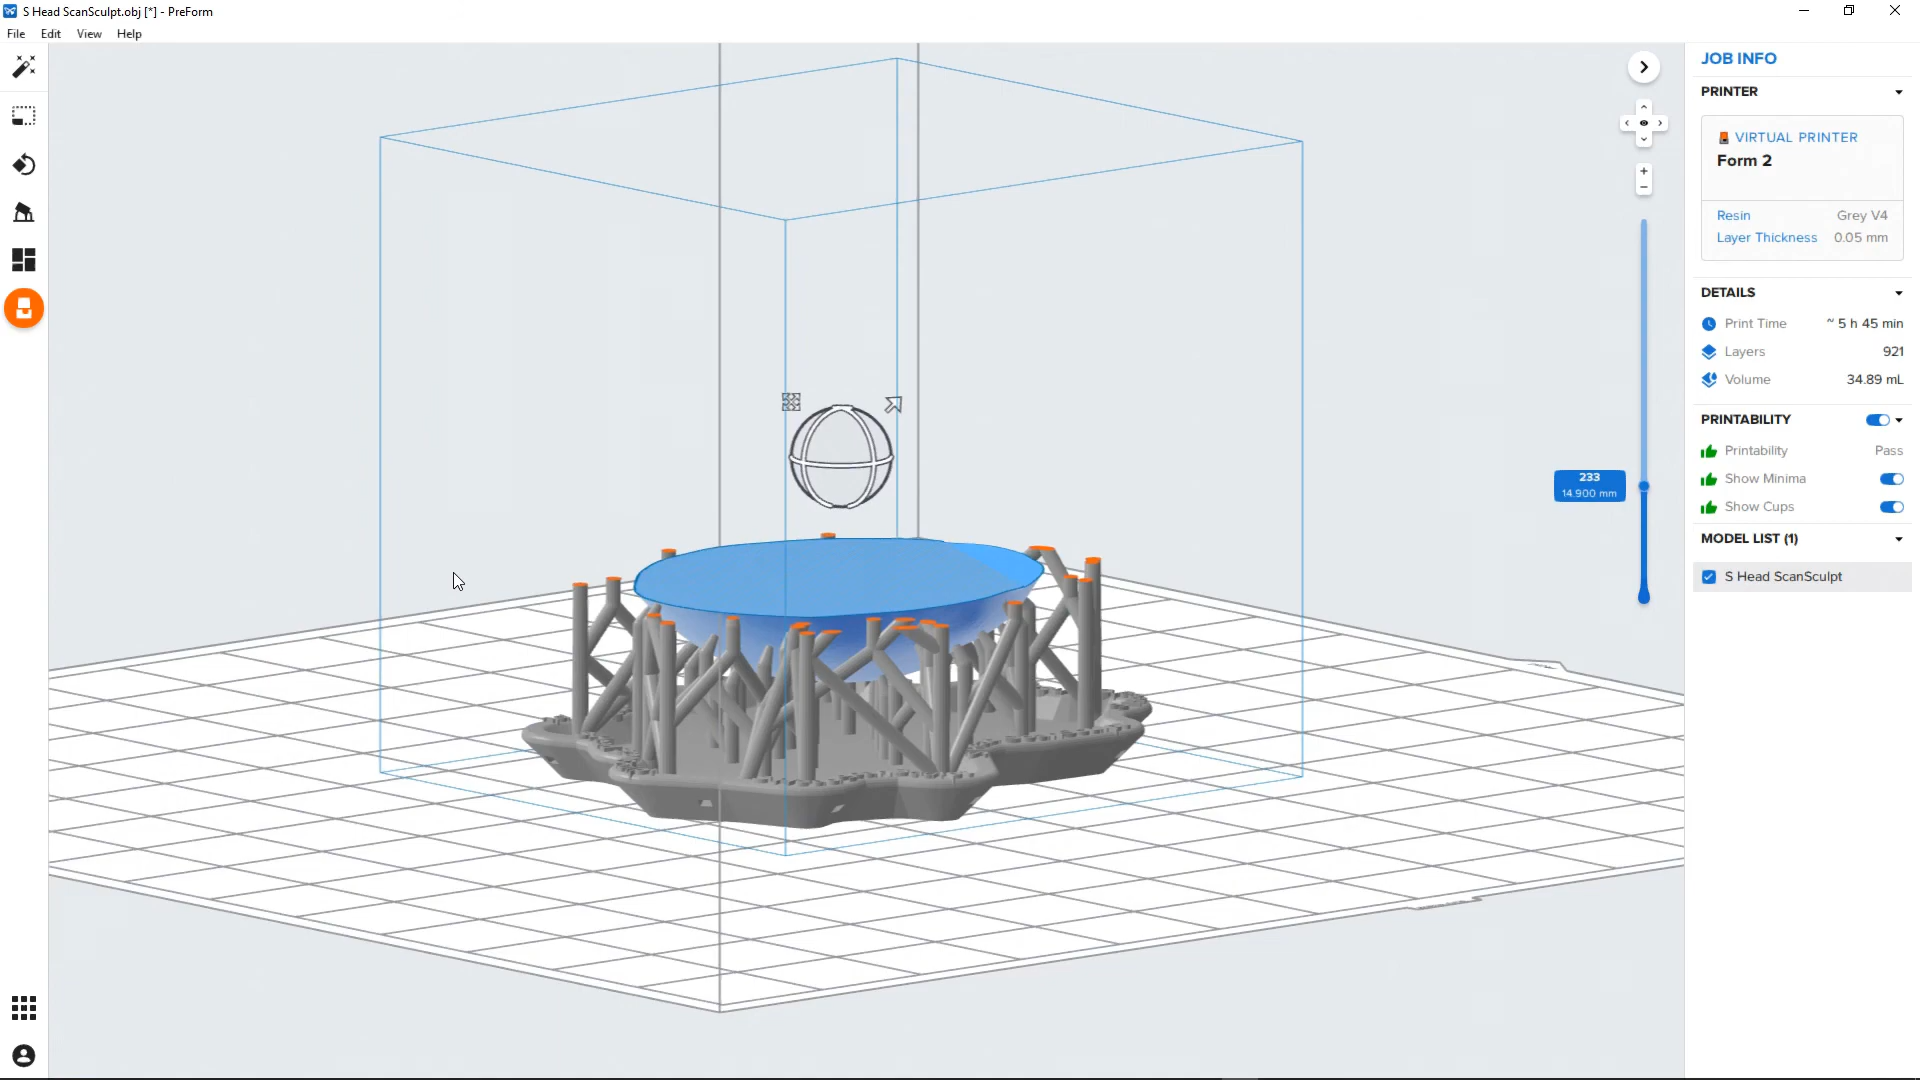 S Head ScanSculpt.obj [*] - PreForm
File Edit View Help
JOB INFO
PRINTER
VIRTUAL PRINTER
Form 2
Resin Grey V4
Layer Thickness 0.05 mm
DETAILS
Print Time ~ 5 h 45 min
Layers 921
Volume 34.89 mL
PRINTABILITY
Printability Pass
233
14.900 mm
Show Minima
Show Cups
MODEL LIST (1)
S Head ScanSculpt